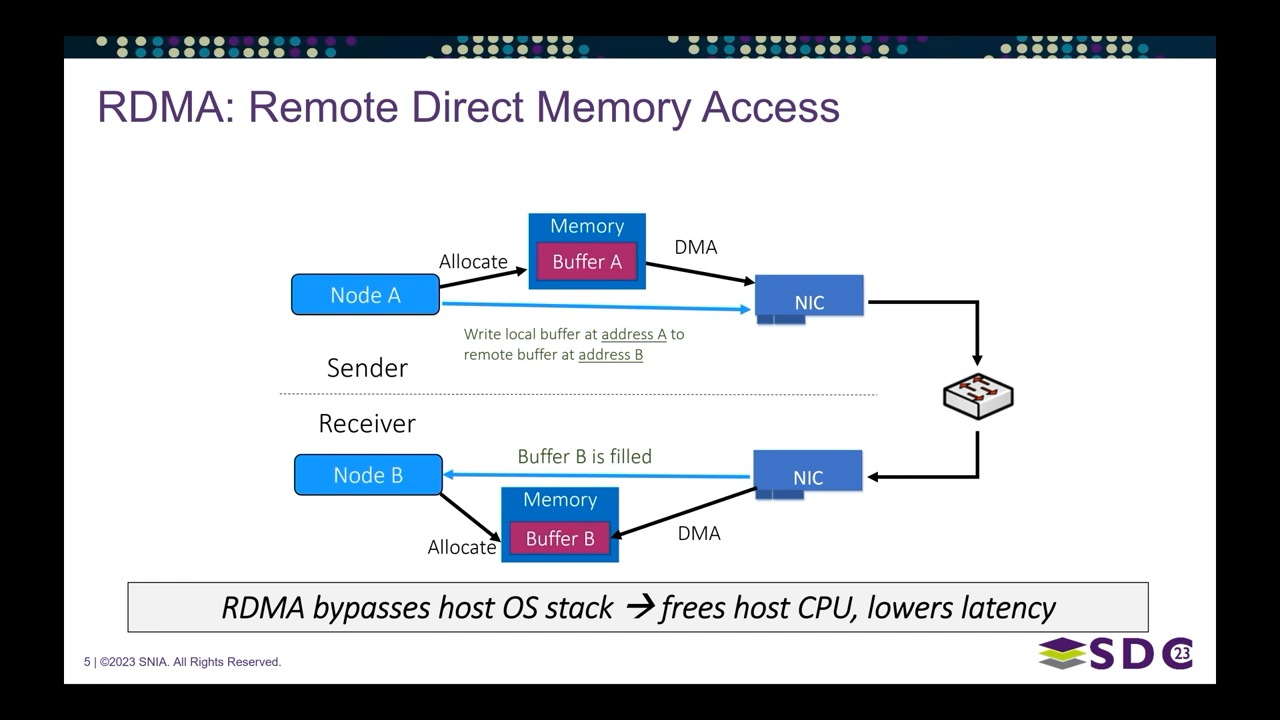 RDMA: Remote Direct Memory Access
Memory
Buffer A
Allocate
DMA
Node A
NIC
Write local buffer at address A to
remote buffer at address B
Sender
Receiver
Buffer B is filled
Node B
NIC
Memory
Buffer B
Allocate
DMA
RDMA bypasses host OS stack → frees host CPU, lowers latency
5 | ©2023 SNIA. All Rights Reserved.
SDC 23